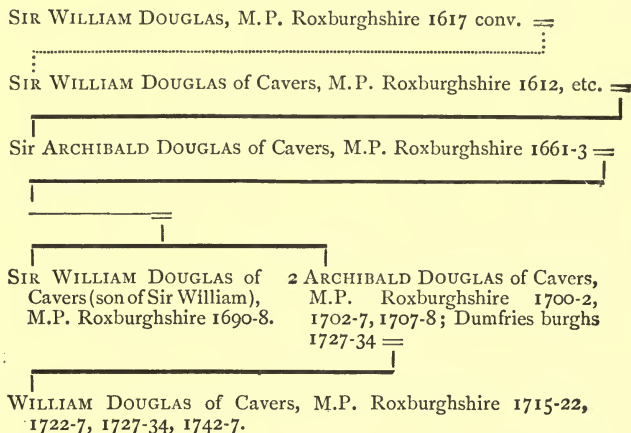 SIR WILLIAM DOUGLAS, M.P. Roxburghshire 1617 conv. =
SIR WILLIAM DOUGLAS of Cavers, M.P. Roxburghshire 1612, etc. =
Sir ARCHIBALD DOUGLAS of Cavers, M.P. Roxburghshire 1661-3 =
=
SIR WILLIAM DOUGLAS of
Cavers (son of Sir William),
M.P. Roxburghshire 1690-8.
2 ARCHIBALD DOUGLAS of Cavers,
M.P. Roxburghshire 1700-2,
1702-7, 1707-8; Dumfries burghs
1727-34 =
WILLIAM DOUGLAS of Cavers, M.P. Roxburghshire 1715-22,
1722-7, 1727-34, 1742-7.